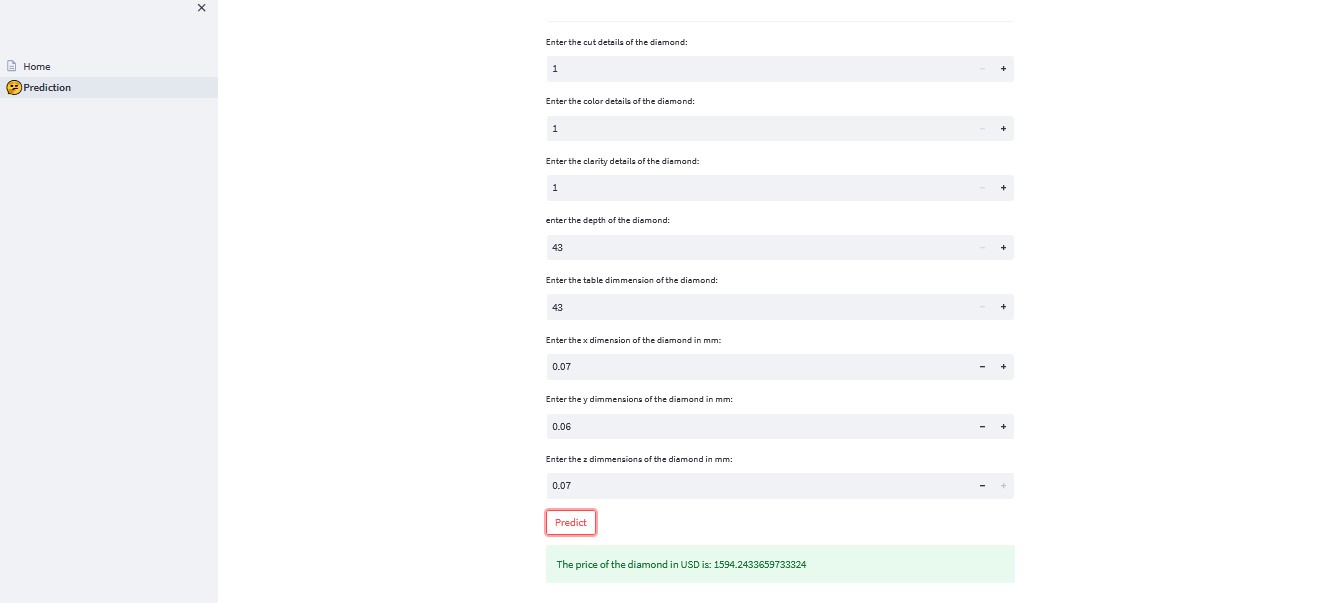 Home
Prediction
Enter the cut details of the diamond:
1
Enter the color details of the diamond:
1
Enter the clarity details of the diamond:
1
enter the depth of the diamond:
43
Enter the table dimmension of the diamond:
43
Enter the x dimension of the diamond in mm:
0.07
Enter the y dimmensions of the diamond in mm:
0.06
Enter the z dimmensions of the diamond in mm:
0.07
Predict
The price of the diamond in USD is: 1594.2433659733324